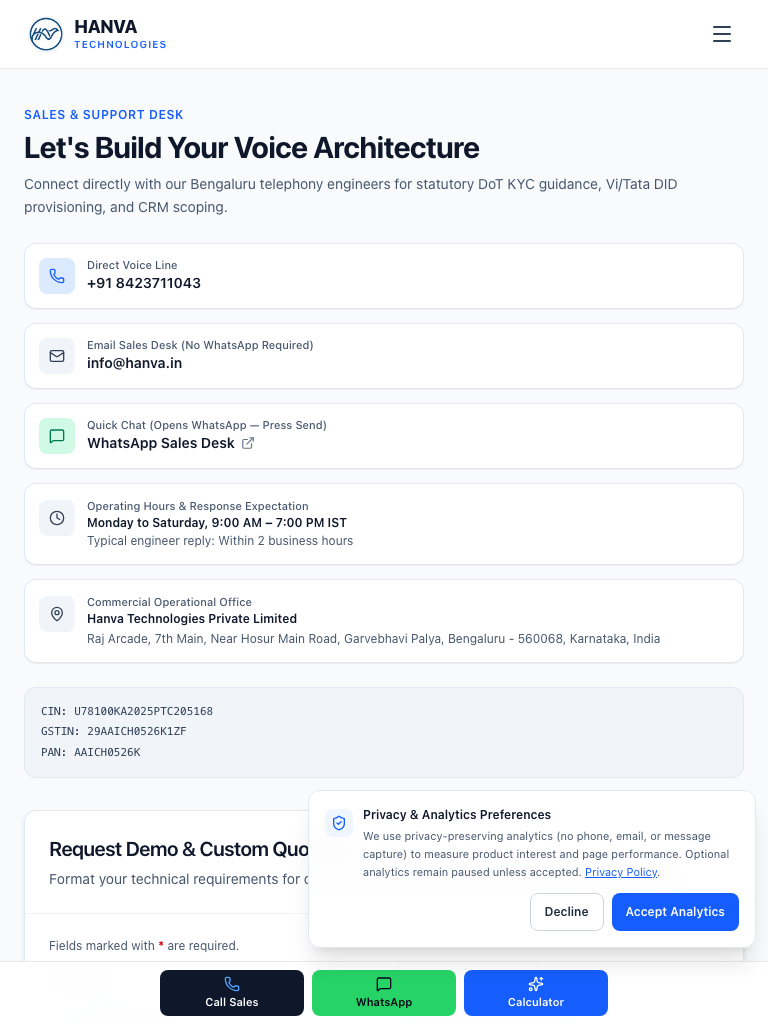 HANVA
TECHNOLOGIES
SALES & SUPPORT DESK
Let's Build Your Voice Architecture
Connect directly with our Bengaluru telephony engineers for statutory DoT KYC guidance, Vi/Tata DID
provisioning, and CRM scoping.
Direct Voice Line
+91 8423711043
Email Sales Desk (No WhatsApp Required)
info@hanva.in
Quick Chat (Opens WhatsApp — Press Send)
WhatsApp Sales Desk
Operating Hours & Response Expectation
Monday to Saturday, 9:00 AM – 7:00 PM IST
Typical engineer reply: Within 2 business hours
Commercial Operational Office
Hanva Technologies Private Limited
Raj Arcade, 7th Main, Near Hosur Main Road, Garvebhavi Palya, Bengaluru - 560068, Karnataka, India
CIN: U78100KA2025PTC205168
GSTIN: 29AAICH0526K1ZF
PAN: AAICH0526K
Request Demo & Custom Quo
Format your technical requirements for
Fields marked with * are required.
Privacy & Analytics Preferences
We use privacy-preserving analytics (no phone, email, or message
capture) to measure product interest and page performance. Optional
analytics remain paused unless accepted. Privacy Policy.
Decline
Accept Analytics
Call Sales
WhatsApp
Calculator